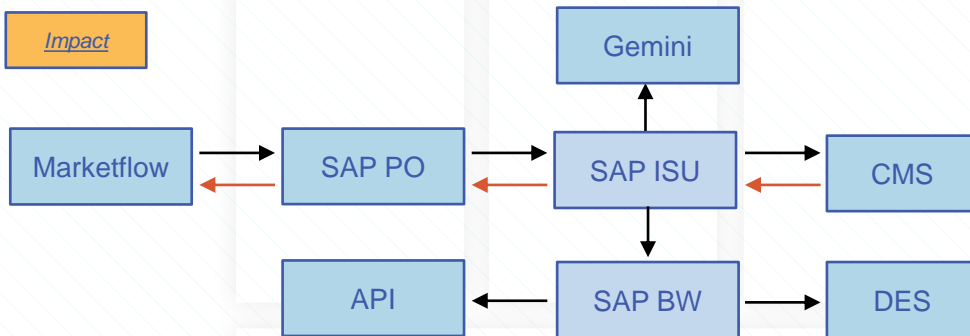 Impact
Gemini
Marketflow
SAP PO
SAP ISU
CMS
API
SAP BW
DES